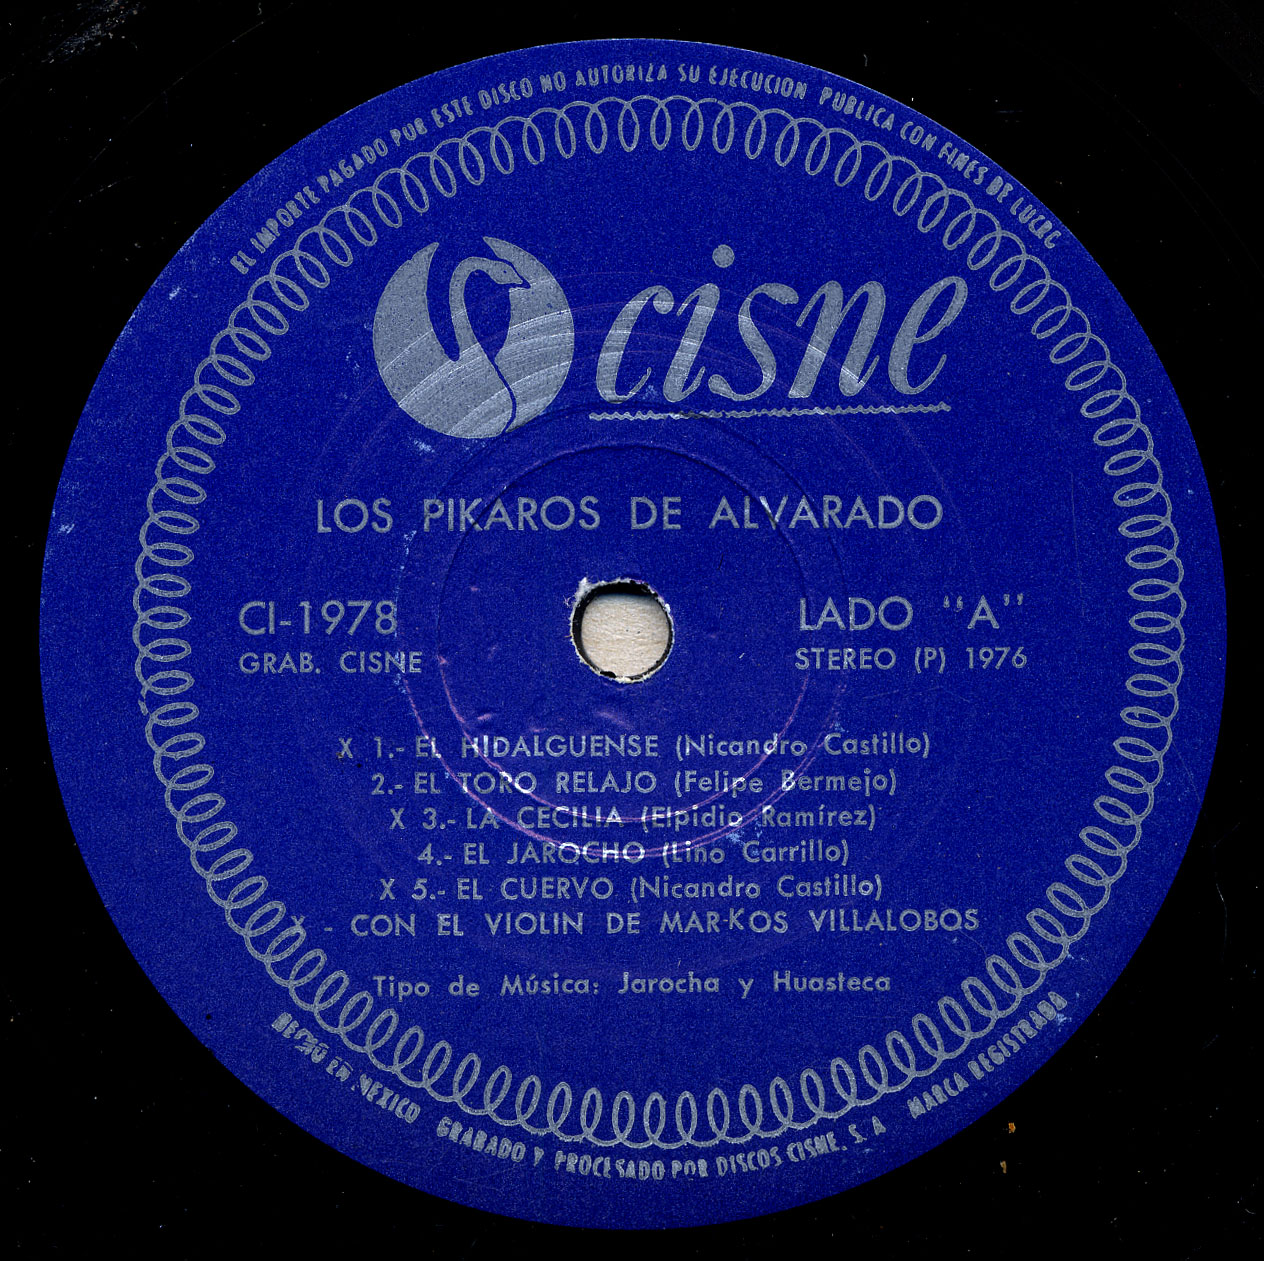 EL IMPORTE PAGADO POR ESTE DISCO NO AUTORIZA SU EJECUCION PUBLICA CON FINES DE LUCRO
cisne
LOS PIKAROS DE ALVARADO
CI-1978
GRAB. CISNE
LADO "A"
STEREO (P) 1976
X 1.- EL HIDALGUENSE (Nicandro Castillo)
2.- EL TORO RELAJO (Felipe Bermejo)
X 3.- LA CECILIA (Elpidio Ramírez)
4.- EL JAROCHO (Lino Carrillo)
X 5.- EL CUERVO (Nicandro Castillo)
X - CON EL VIOLIN DE MAR-KOS VILLALOBOS
Tipo de Música: Jarocha y Huasteca
HECHO EN MEXICO GRABADO Y PROCESADO POR DISCOS CISNE, S. A MARCA REGISTRADA